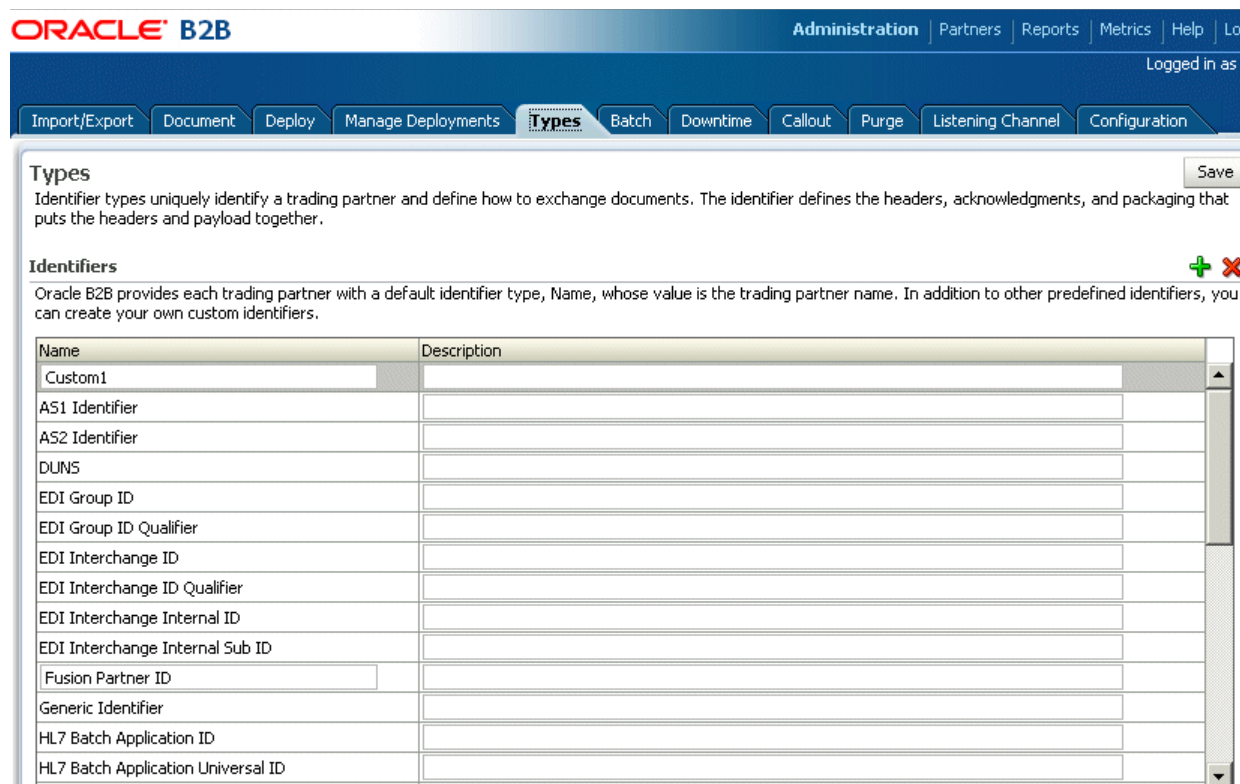 ORACLE B2B
Administration | Partners | Reports | Metrics | Help | Lo
Logged in as
Import/Export Document Deploy Manage Deployments Types Batch Downtime Callout Purge Listening Channel Configuration
Types
Save
Identifier types uniquely identify a trading partner and define how to exchange documents. The identifier defines the headers, acknowledgments, and packaging that
puts the headers and payload together.
Identifiers
Oracle B2B provides each trading partner with a default identifier type, Name, whose value is the trading partner name. In addition to other predefined identifiers, you
can create your own custom identifiers.
Name Description
Custom1
AS1 Identifier
AS2 Identifier
DUNS
EDI Group ID
EDI Group ID Qualifier
EDI Interchange ID
EDI Interchange ID Qualifier
EDI Interchange Internal ID
EDI Interchange Internal Sub ID
Fusion Partner ID
Generic Identifier
HL7 Batch Application ID
HL7 Batch Application Universal ID